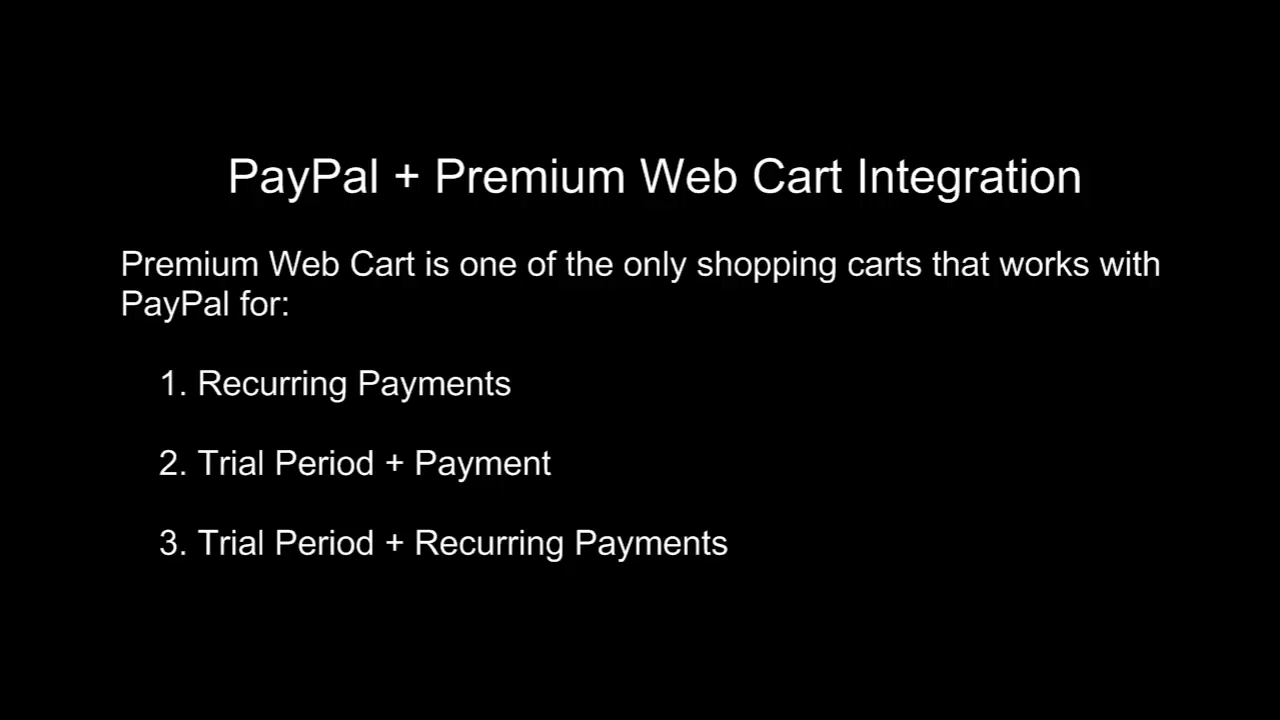 PayPal + Premium Web Cart Integration
Premium Web Cart is one of the only shopping carts that works with
PayPal for:
1. Recurring Payments
2. Trial Period + Payment
3. Trial Period + Recurring Payments